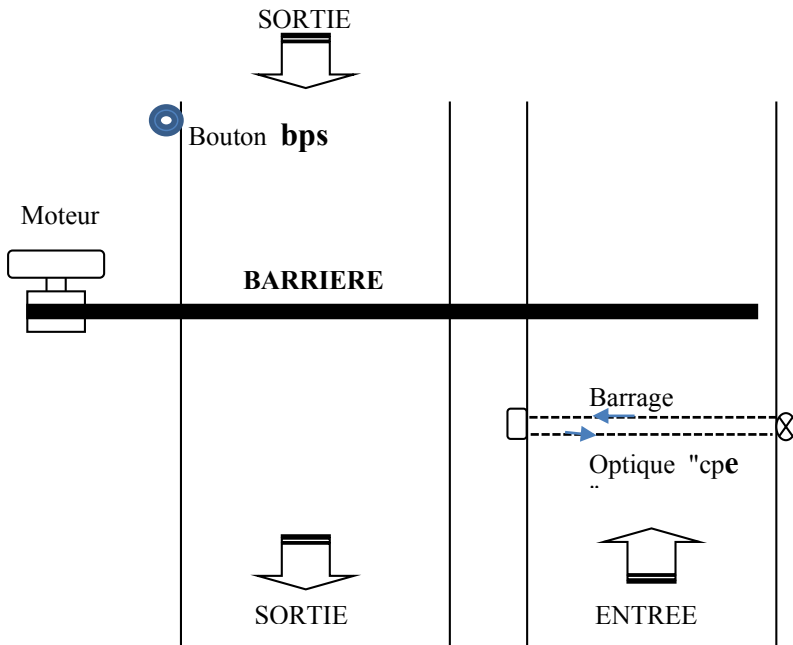 SORTIE
Bouton bps
Moteur
BARRIERE
Barrage
Optique "cpe
"
SORTIE
ENTREE